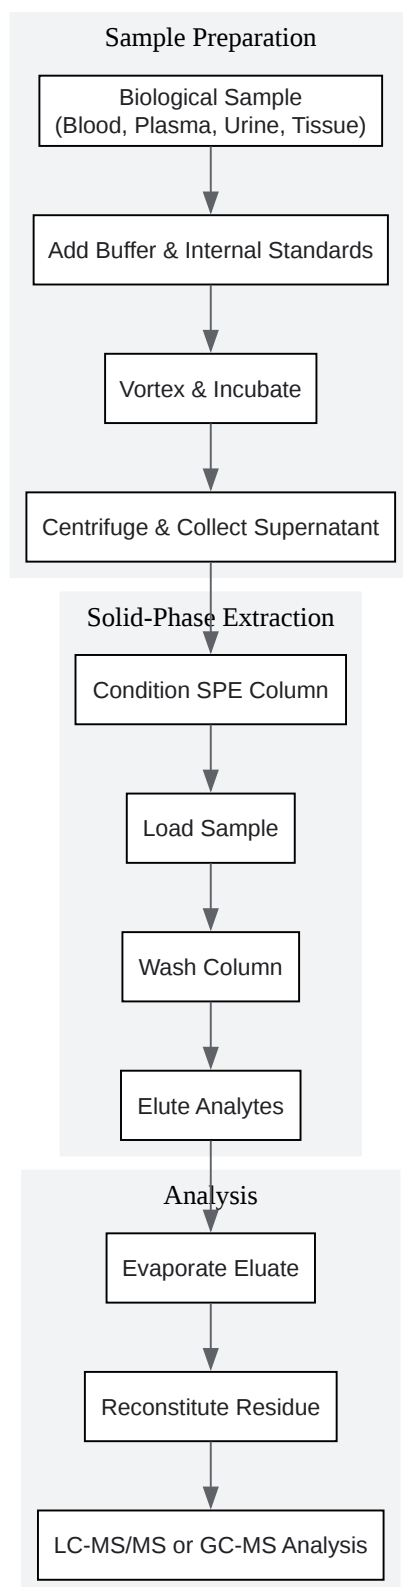 Sample Preparation
Biological Sample
(Blood, Plasma, Urine, Tissue)
Add Buffer & Internal Standards
Vortex & Incubate
Centrifuge & Collect Supernatant
Solid-Phase Extraction
Condition SPE Column
Load Sample
Wash Column
Elute Analytes
Analysis
Evaporate Eluate
Reconstitute Residue
LC-MS/MS or GC-MS Analysis